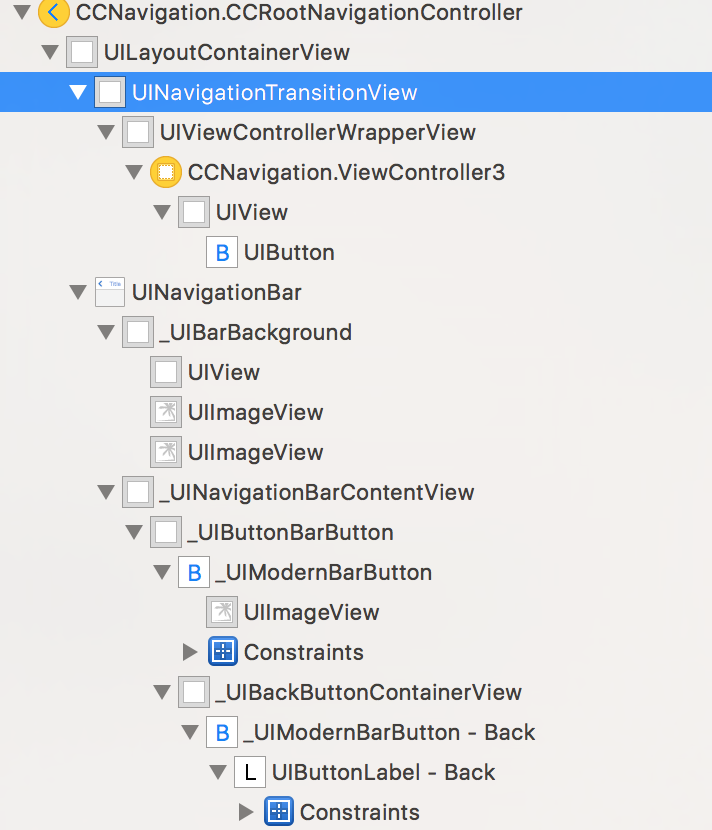 CCNavigation.CCRootNavigationController
UILayoutContainerView
UINavigationTransitionView
UIViewControllerWrapperView
CCNavigation.ViewController3
UIView
B UIButton
Title
UINavigationBar
_UIBarBackground
UIView
UIImageView
UIImageView
_UINavigationBarContentView
_UIButtonBarButton
B _UIModernBarButton
UIImageView
Constraints
_UIBackButtonContainerView
B _UIModernBarButton - Back
L UIButtonLabel - Back
Constraints